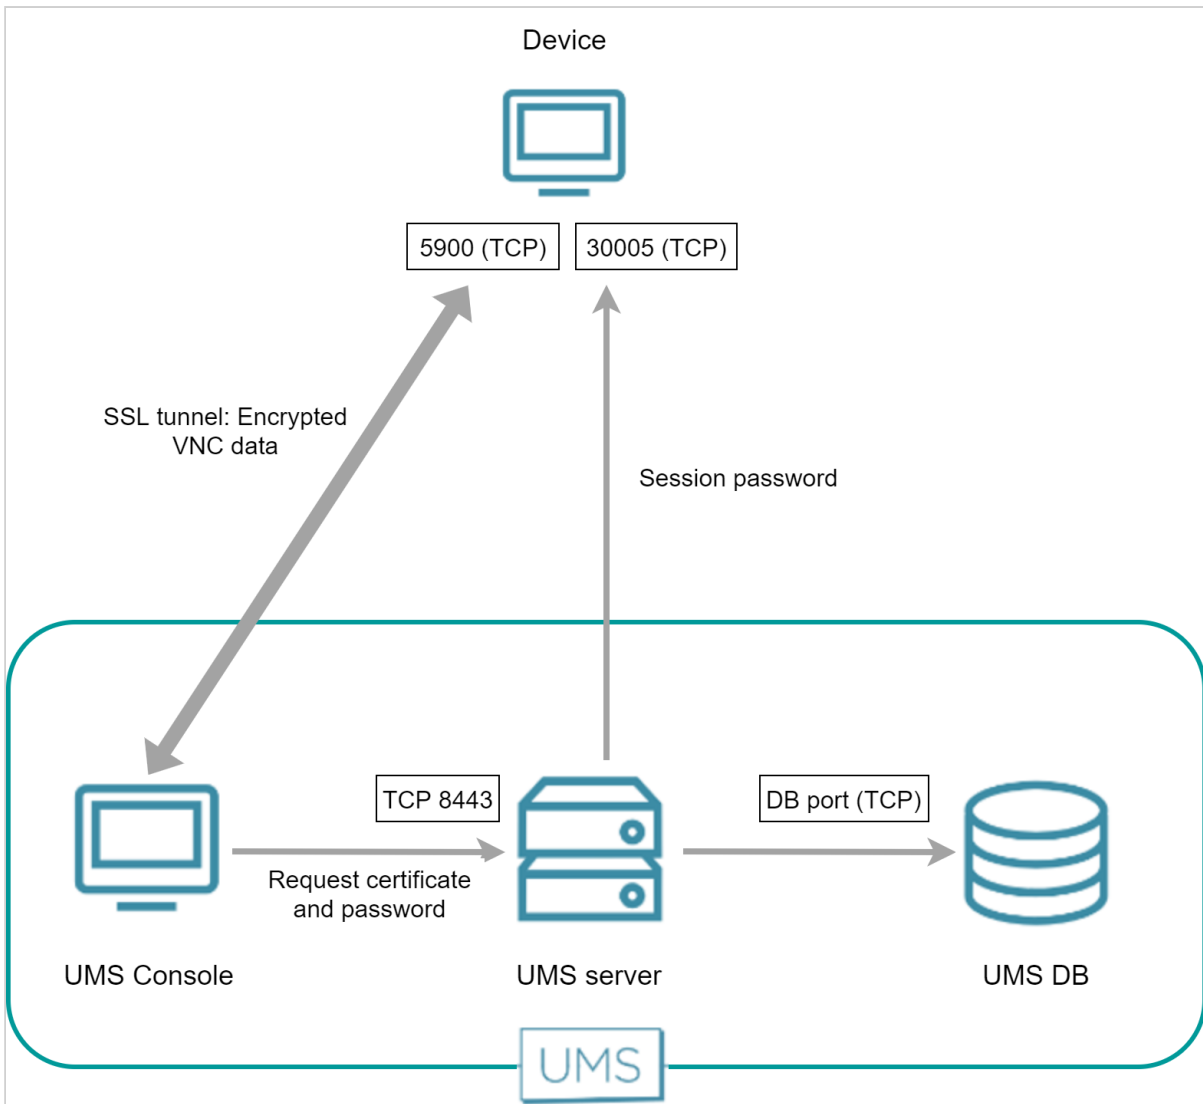 Device
5900 (TCP)
30005 (TCP)
SSL tunnel: Encrypted
VNC data
Session password
TCP 8443
DB port (TCP)
Request certificate
and password
UMS Console
UMS server
UMS DB
UMS